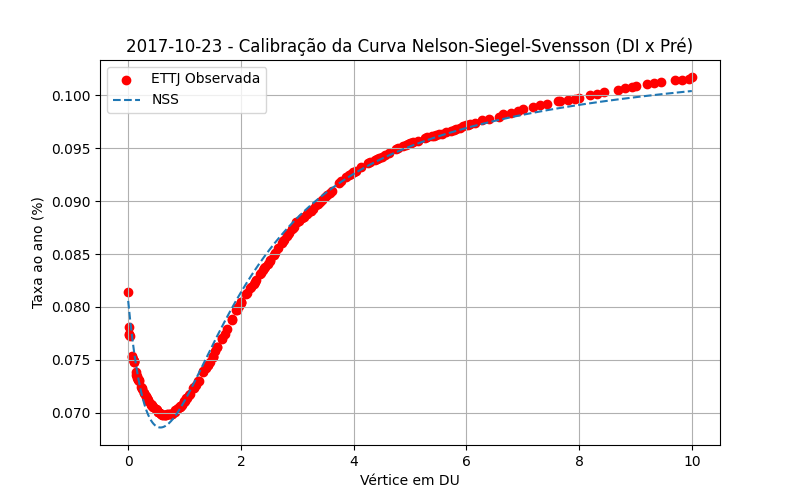 2017-10-23 - Calibração da Curva Nelson-Siegel-Svensson (DI x Pré)
ETTJ Observada
NSS
Taxa ao ano (%)
0.100
0.095
0.090
0.085
0.080
0.075
0.070
0 2 4 6 8 10
Vértice em DU